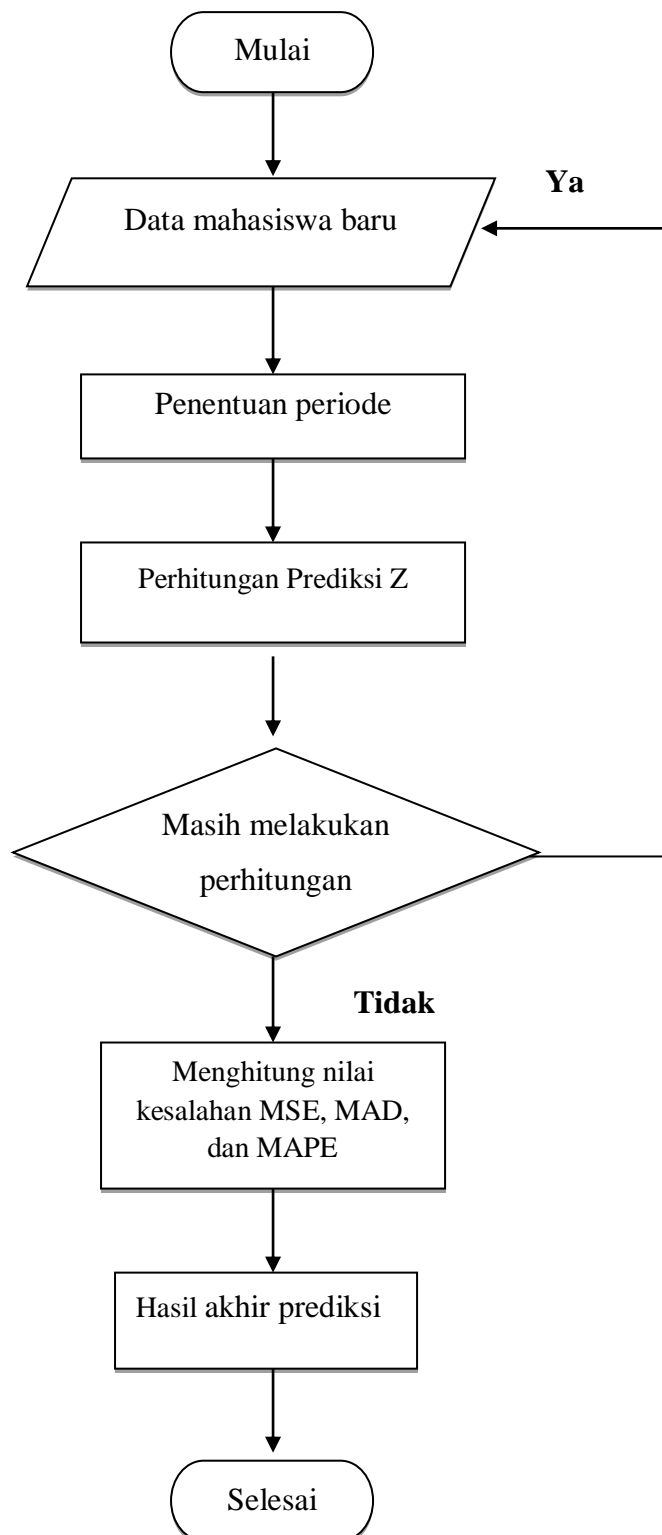 Mulai
Ya
Data mahasiswa baru
Penentuan periode
Perhitungan Prediksi Z
Masih melakukan
perhitungan
Tidak
Menghitung nilai
kesalahan MSE, MAD,
dan MAPE
Hasil akhir prediksi
Selesai